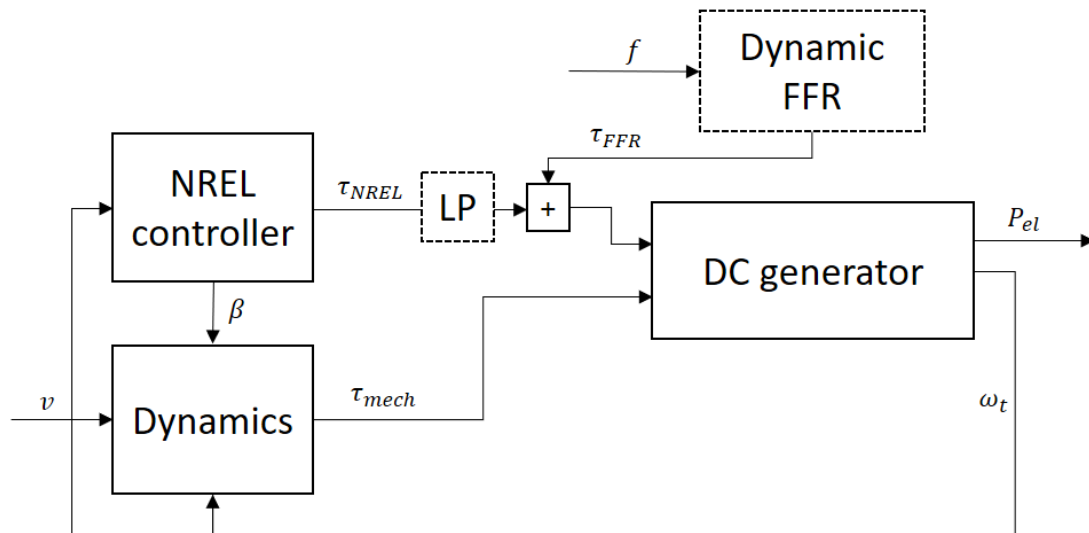 f
Dynamic
FFR
τ_FFR
NREL
controller
τ_NREL
LP
+
P_el
DC generator
β
v
Dynamics
τ_mech
ω_t